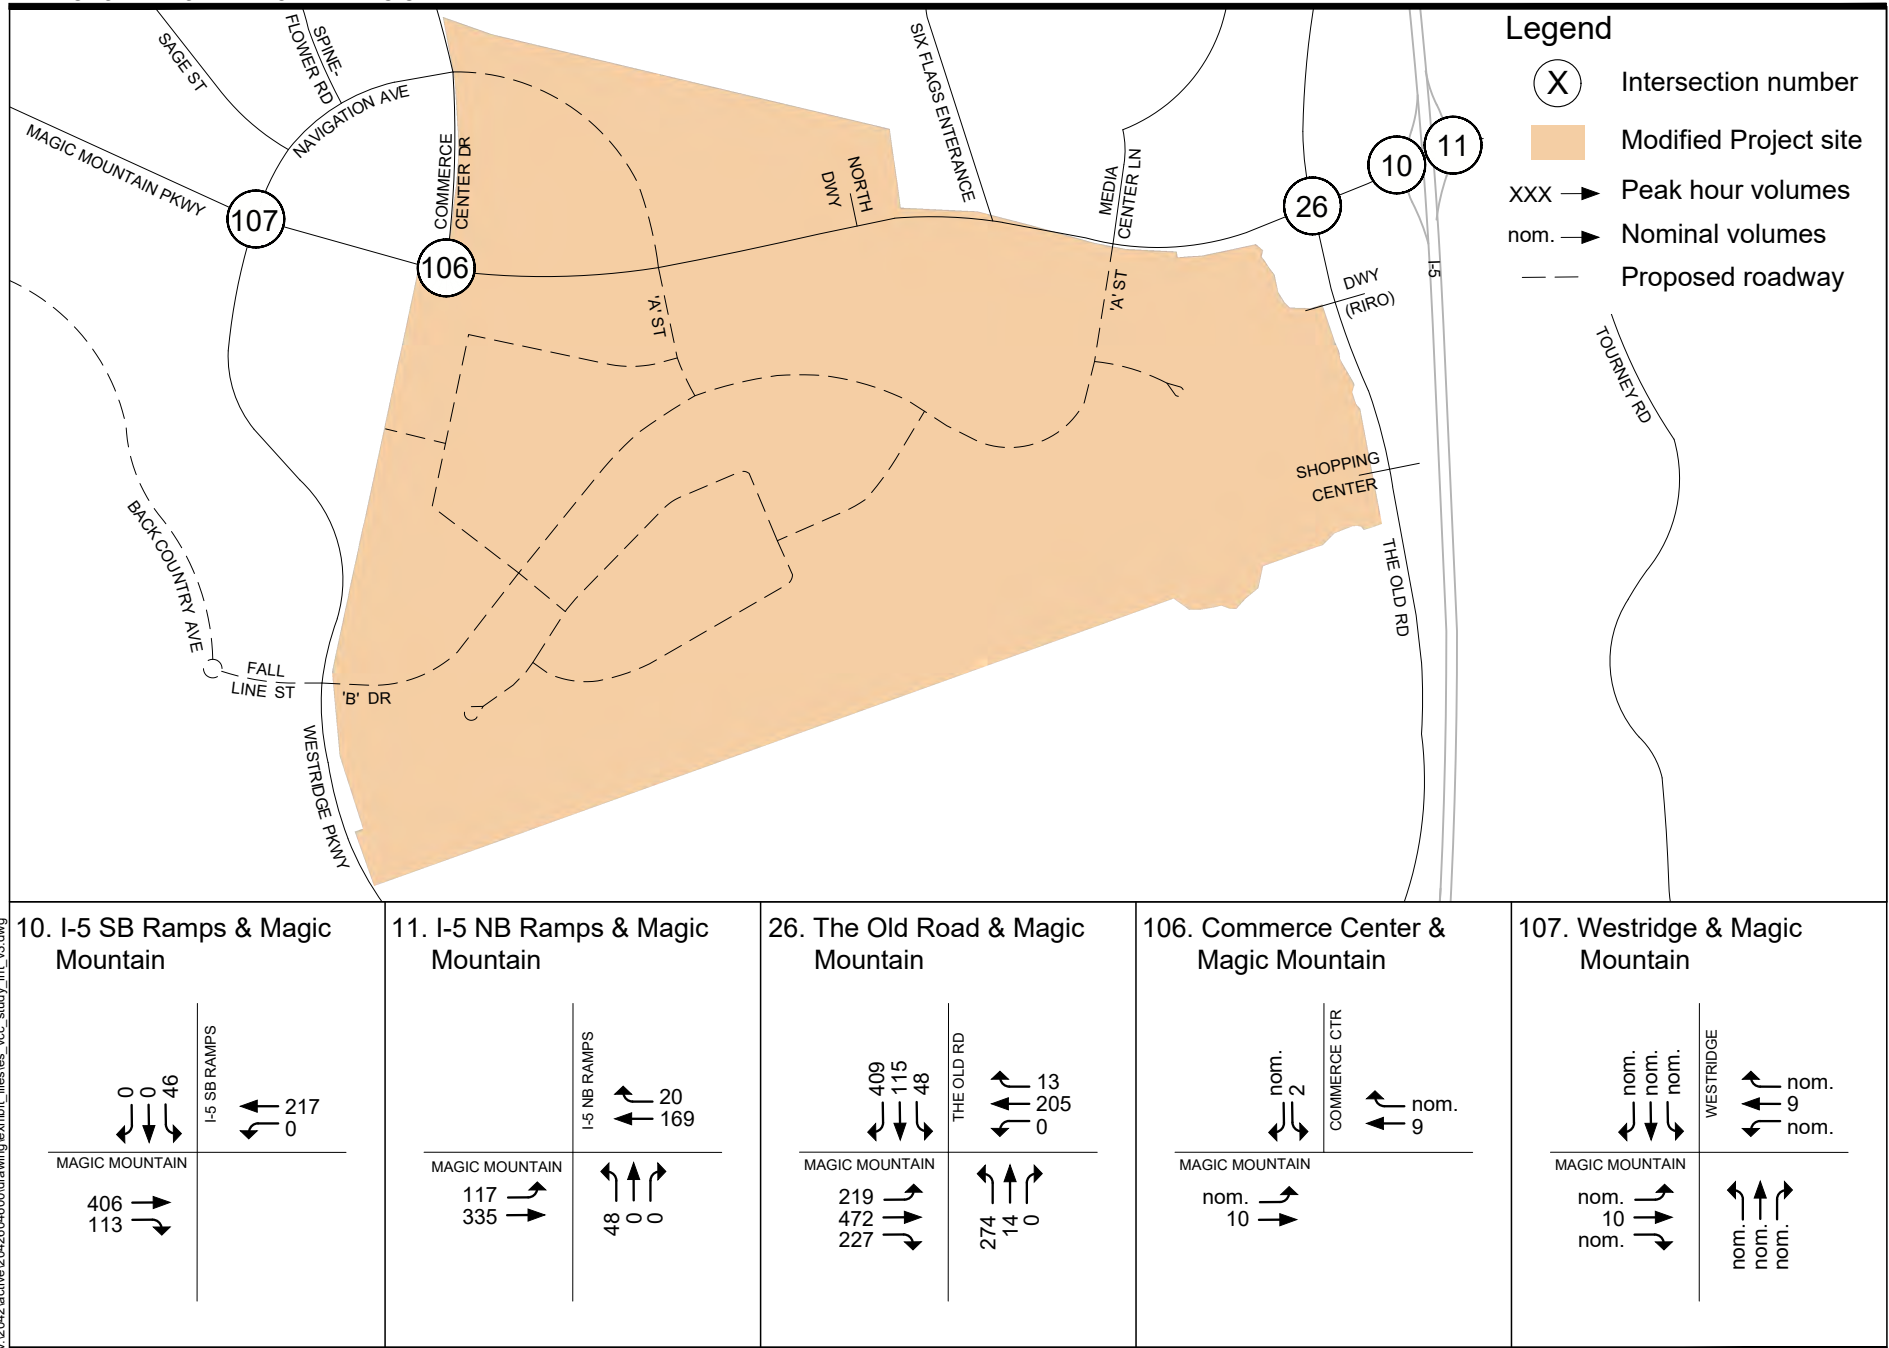 SAGE ST
SPINE-
FLOWER RD
NAVIGATION AVE
MAGIC MOUNTAIN PKWY
COMMERCE
CENTER DR
107
106
NORTH
DWY
SIX FLAGS ENTERANCE
MEDIA
CENTER LN
'A' ST
'A' ST
26
10
11
I-5
DWY
(RIRO)
SHOPPING
CENTER
THE OLD RD
TOURNEY RD
BACK COUNTRY AVE
FALL
LINE ST
'B' DR
WESTRIDGE PKWY
Legend
X Intersection number
Modified Project site
XXX Peak hour volumes
nom. Nominal volumes
Proposed roadway
10. I-5 SB Ramps & Magic
Mountain
I-5 SB RAMPS
0 0 46
217
0
MAGIC MOUNTAIN
406
113
11. I-5 NB Ramps & Magic
Mountain
I-5 NB RAMPS
20
169
MAGIC MOUNTAIN
117
335
48 0 0
26. The Old Road & Magic
Mountain
THE OLD RD
409 115 48
13
205
0
MAGIC MOUNTAIN
219
472
227
274 14 0
106. Commerce Center &
Magic Mountain
COMMERCE CTR
nom. 2
nom.
9
MAGIC MOUNTAIN
nom.
10
107. Westridge & Magic
Mountain
WESTRIDGE
nom. nom. nom.
nom.
9
nom.
MAGIC MOUNTAIN
nom.
10
nom.
nom. nom. nom.